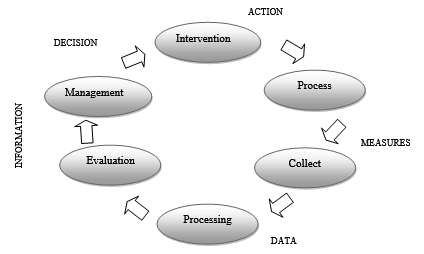 ACTION
Intervention
DECISION
Management
Process
INFORMATION
MEASURES
Evaluation
Collect
Processing
DATA